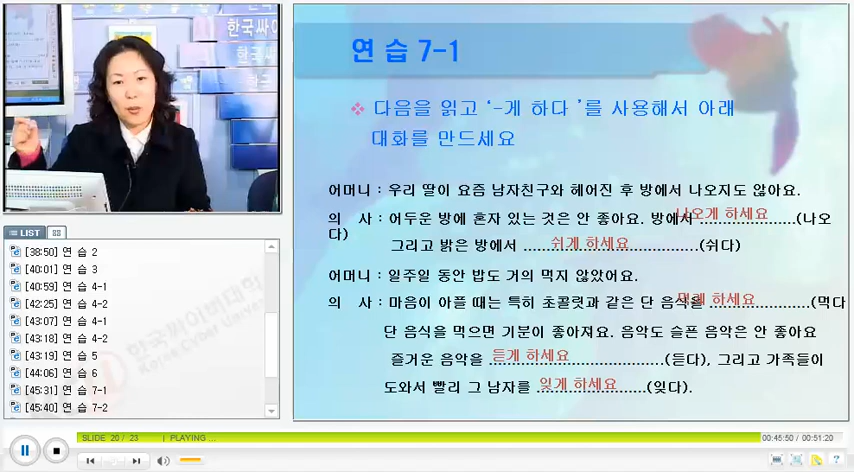 한국싸이
연 습 7-1
❖ 다음을 읽고 ‘-게 하다 ’를 사용해서 아래
대화를 만드세요
어머니 : 우리 딸이 요즘 남자친구와 헤어진 후 방에서 나오지도 않아요.
의 사 : 어두운 방에 혼자 있는 것은 안 좋아요. 방에서 나오게 하세요 (나오
다)
그리고 밝은 방에서 쉬게 하세요 (쉬다)
어머니 : 일주일 동안 밥도 거의 먹지 않았어요.
의 사 : 마음이 아플 때는 특히 초콜릿과 같은 단 음식을 먹게 하세요 (먹다
단 음식을 먹으면 기분이 좋아져요. 음악도 슬픈 음악은 안 좋아요
즐거운 음악을 듣게 하세요 (듣다), 그리고 가족들이
도와서 빨리 그 남자를 잊게 하세요 (잊다).
LIST
[38:50] 연 습 2
[40:01] 연 습 3
[40:59] 연 습 4-1
[42:25] 연 습 4-2
[43:07] 연 습 4-1
[43:18] 연 습 4-2
[43:19] 연 습 5
[44:06] 연 습 6
[45:31] 연 습 7-1
[45:40] 연 습 7-2
SLIDE 20 / 23 | PLAYING ...
00:45:50 / 00:51:20